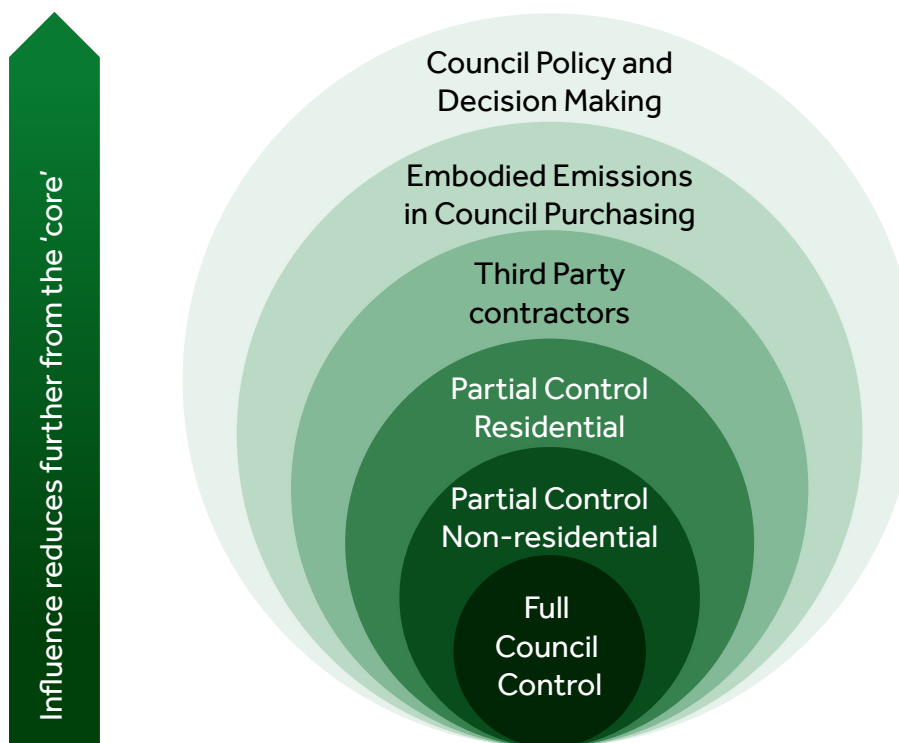 Influence reduces further from the ‘core’
Council Policy and
Decision Making
Embodied Emissions
in Council Purchasing
Third Party
contractors
Partial Control
Residential
Partial Control
Non-residential
Full
Council
Control